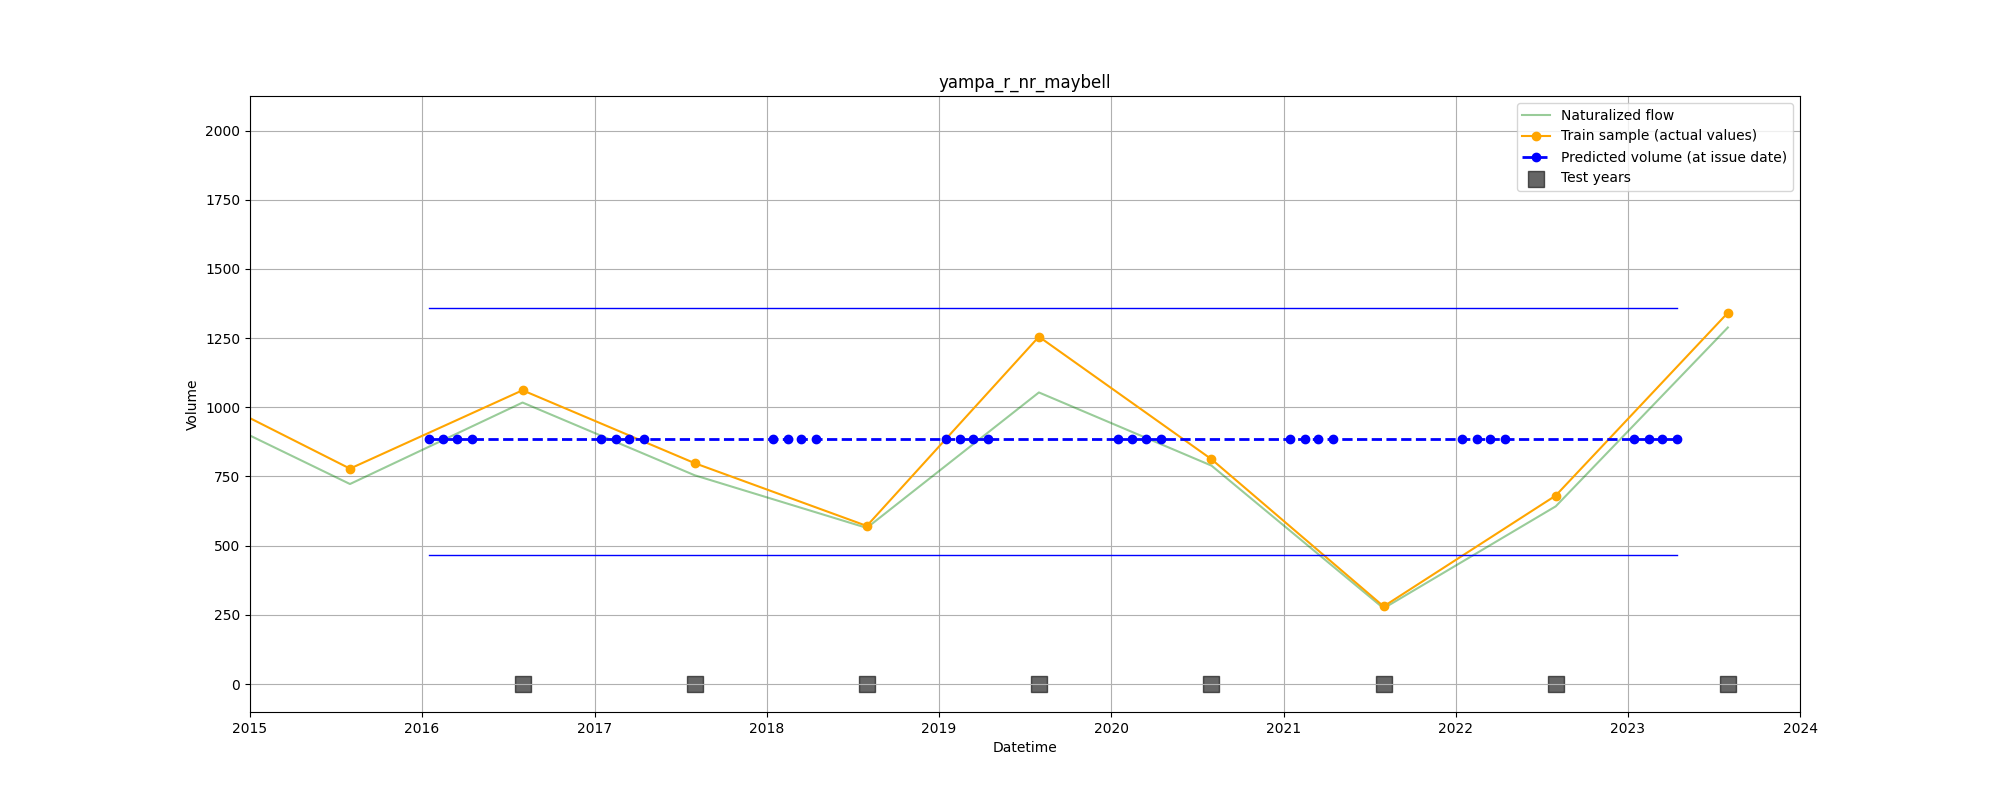 yampa_r_nr_maybell
Naturalized flow
Train sample (actual values)
Predicted volume (at issue date)
Test years
2000
1750
1500
1250
1000
750
500
250
0
Volume
2015 2016 2017 2018 2019 2020 2021 2022 2023 2024
Datetime